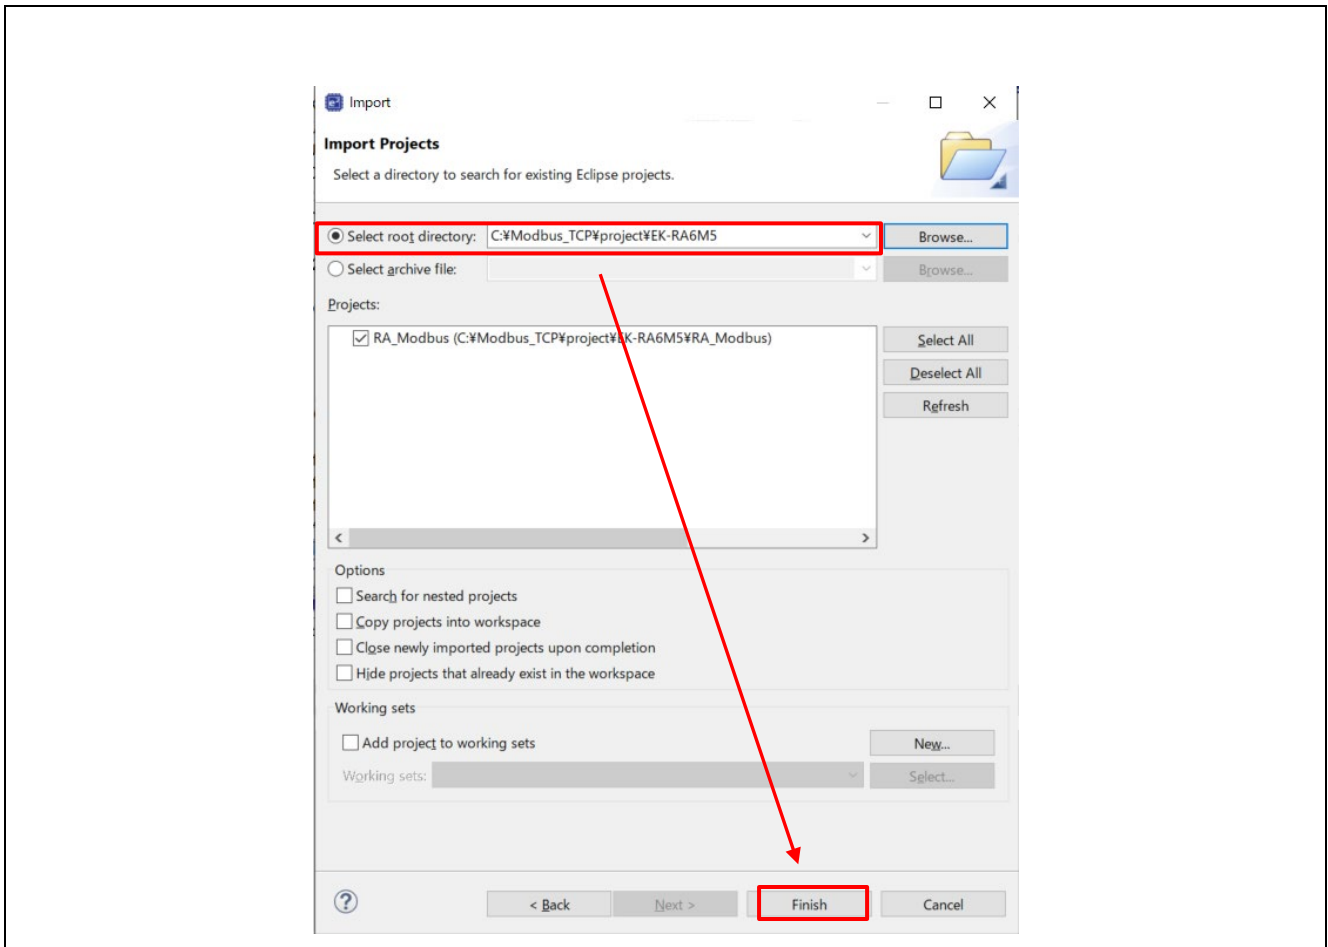 Import
Import Projects
Select a directory to search for existing Eclipse projects.
Select root directory: C:¥Modbus_TCP¥project¥EK-RA6M5 Browse...
Select archive file: Browse...
Projects:
RA_Modbus (C:¥Modbus_TCP¥project¥EK-RA6M5¥RA_Modbus)
Select All
Deselect All
Refresh
Options
Search for nested projects
Copy projects into workspace
Close newly imported projects upon completion
Hide projects that already exist in the workspace
Working sets
Add project to working sets New...
Working sets: Select...
? < Back Next > Finish Cancel